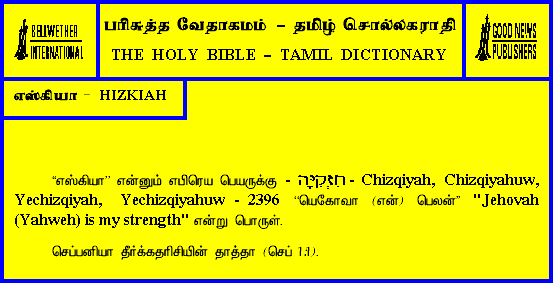 BELLWETHER
INTERNATIONAL
பரிசுத்த வேதாகமம் – தமிழ் சொல்லகராதி
THE HOLY BIBLE – TAMIL DICTIONARY
GOOD NEWS
PUBLISHERS
எஸ்கியா - HIZKIAH
“எஸ்கியா” என்னும் எபிரெய பெயருக்கு - חִזְקִיָּה - Chizqiyah, Chizqiyahuw,
Yechizqiyah, Yechizqiyahuw - 2396 “யெகோவா (என்) பெலன்” "Jehovah
(Yahweh) is my strength" என்று பொருள்.
செப்பனியா தீர்க்கதரிசியின் தாத்தா (செப் 1:1).